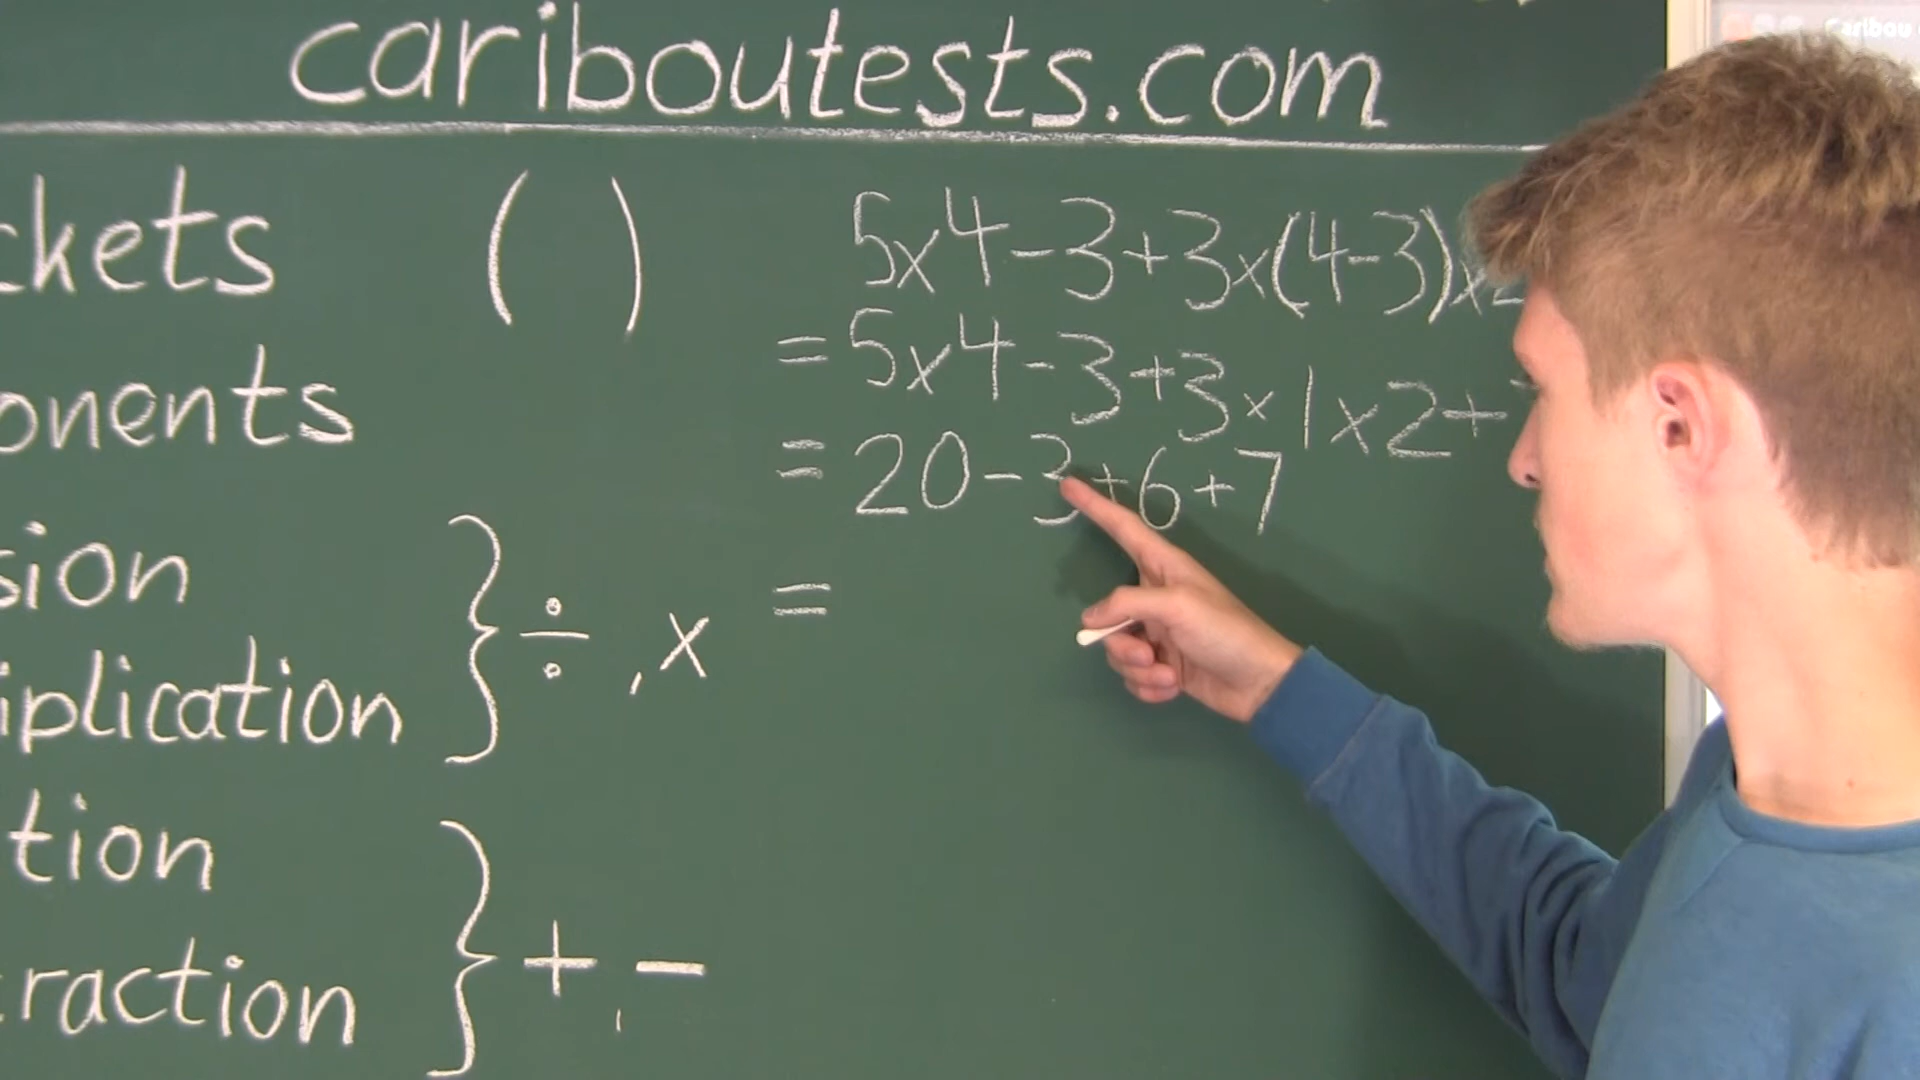 Caribou
cariboutests.com
ckets ( )
onents
sion
iplication } ÷ , x
tion
raction } + , -
5x4-3+3x(4-3)x2
=5x4-3+3x1x2+
=20-3+6+7
=